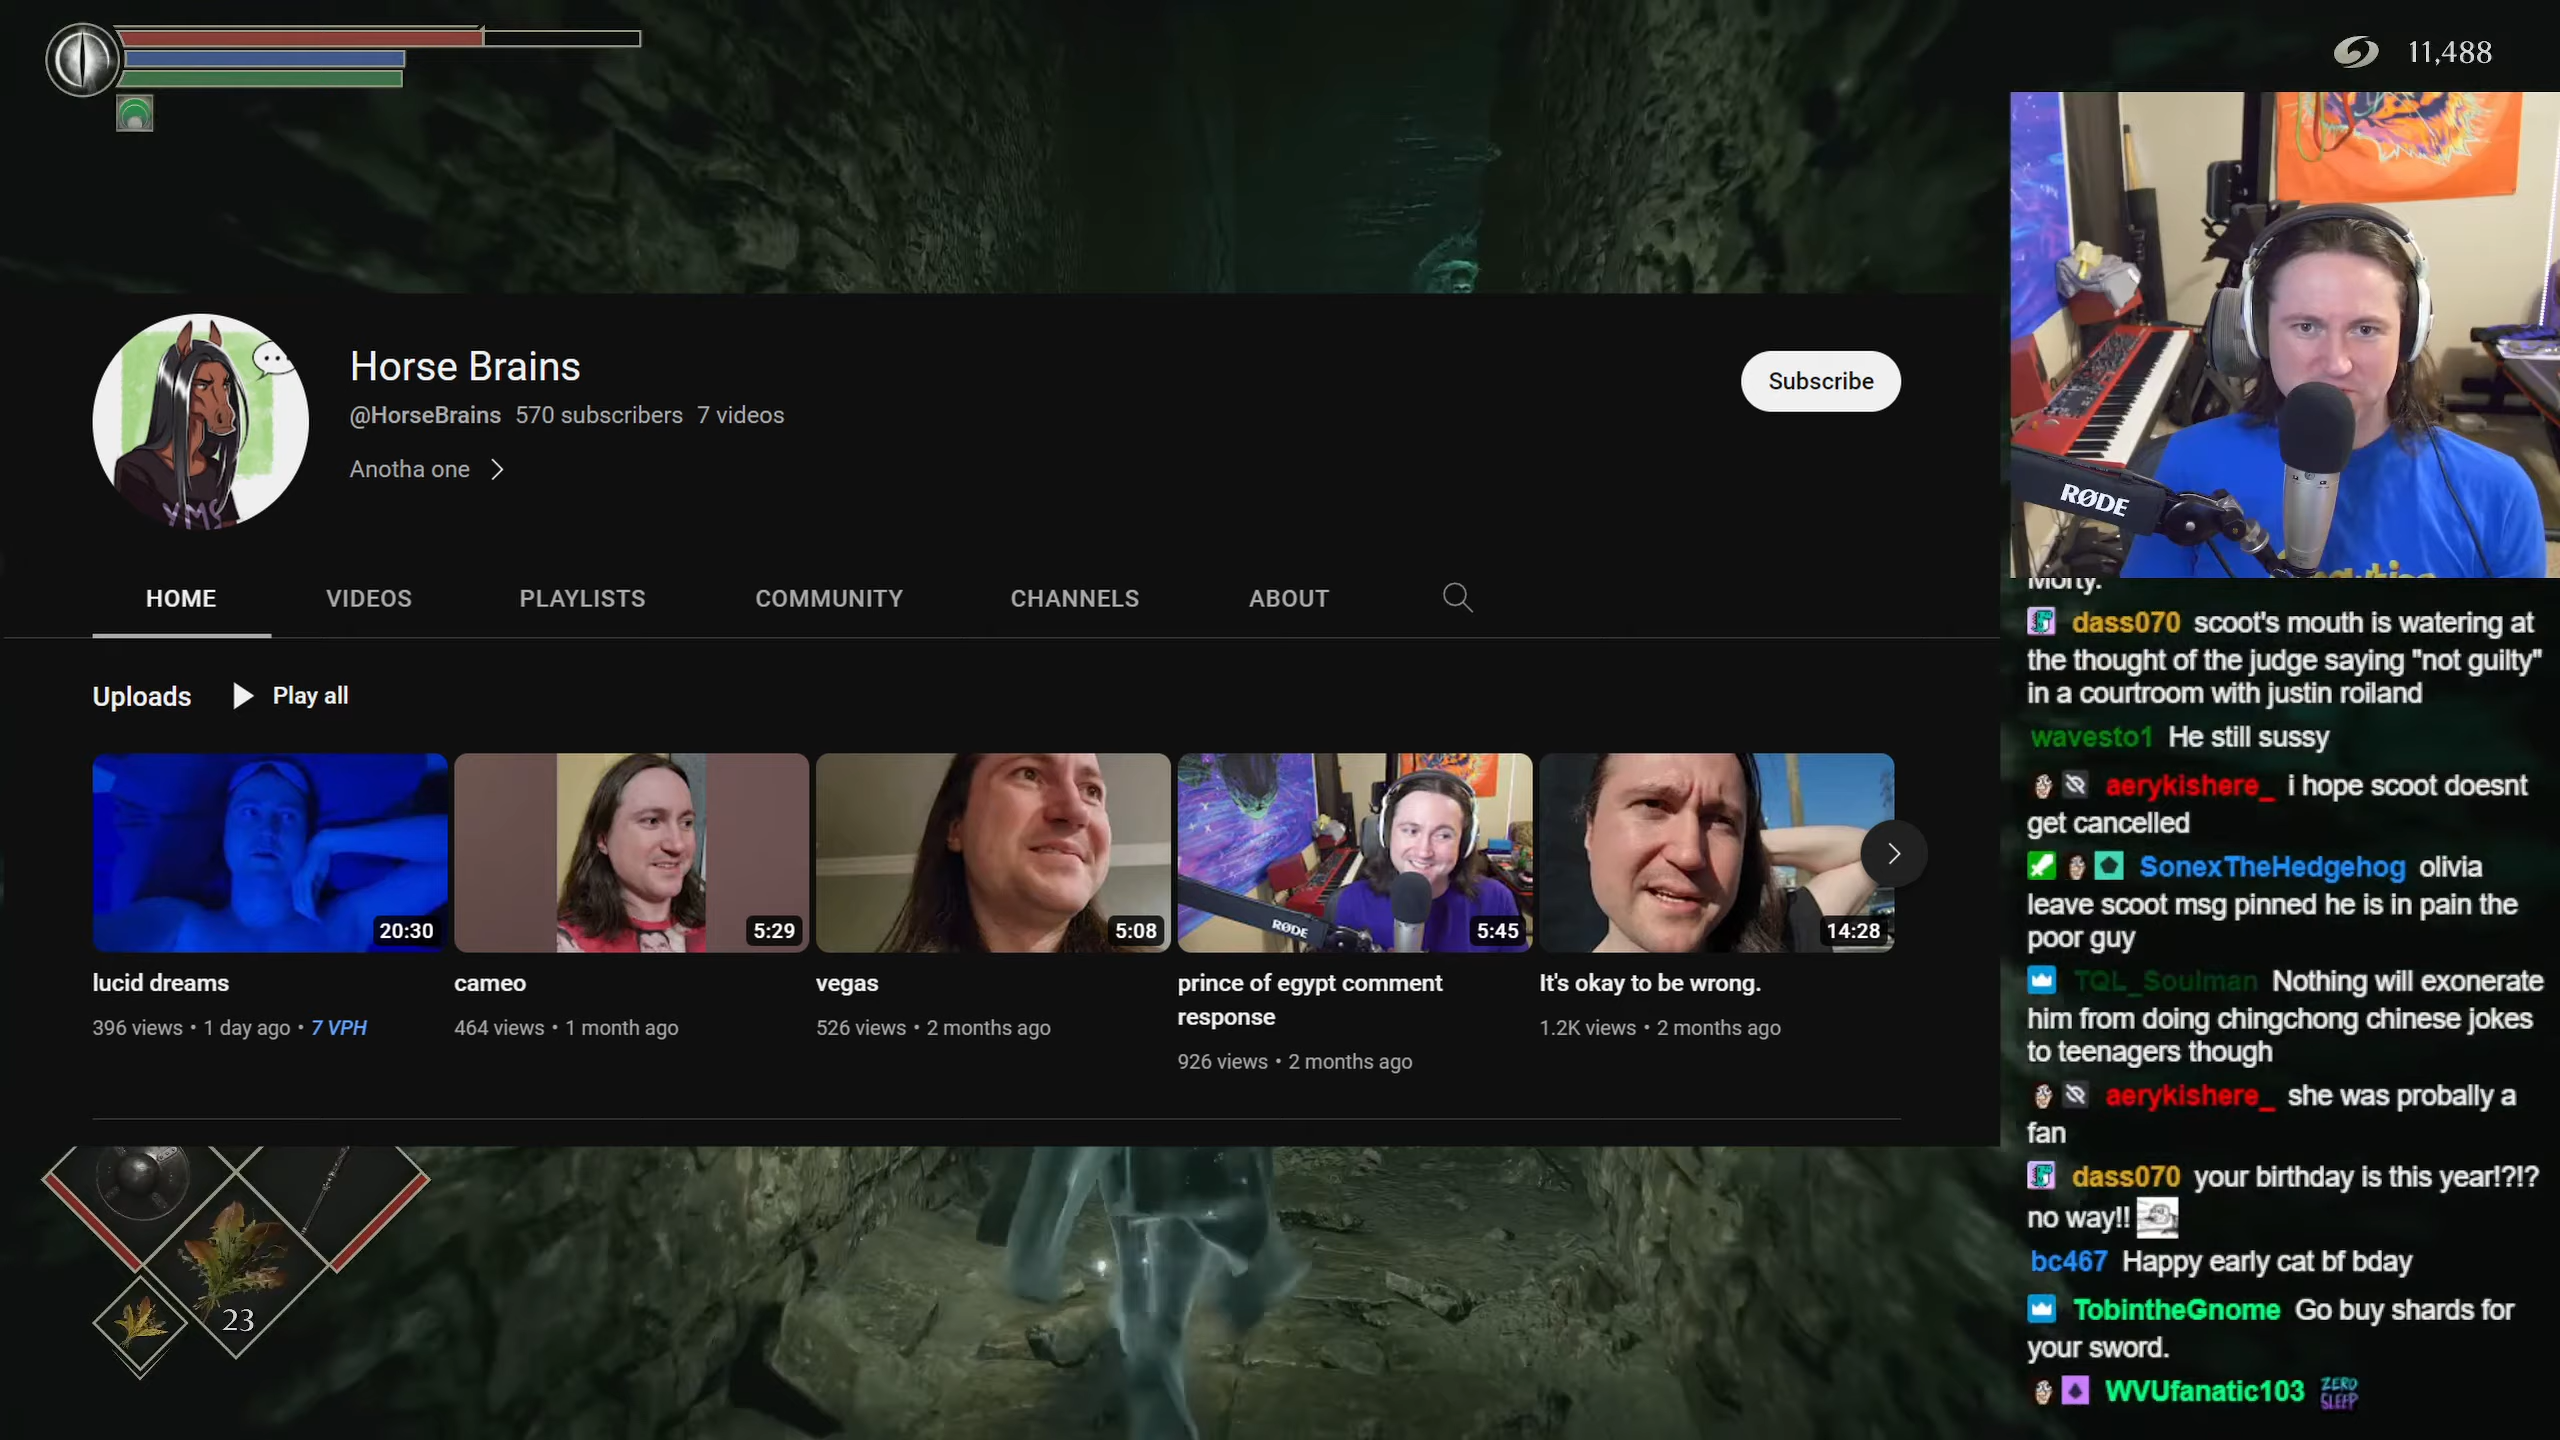 11,488
Horse Brains
@HorseBrains 570 subscribers 7 videos
Anotha one
Subscribe
YMS
HOME VIDEOS PLAYLISTS COMMUNITY CHANNELS ABOUT
Uploads Play all
20:30
5:29
5:08
RØDE
5:45
14:28
lucid dreams
396 views • 1 day ago • 7 VPH
cameo
464 views • 1 month ago
vegas
526 views • 2 months ago
prince of egypt comment
response
926 views • 2 months ago
It's okay to be wrong.
1.2K views • 2 months ago
23
RØDE
Morty.
dass070 scoot's mouth is watering at
the thought of the judge saying "not guilty"
in a courtroom with justin roiland
wavesto1 He still sussy
aerykishere_ i hope scoot doesnt
get cancelled
SonexTheHedgehog olivia
leave scoot msg pinned he is in pain the
poor guy
TQL_Soulman Nothing will exonerate
him from doing chingchong chinese jokes
to teenagers though
aerykishere_ she was probally a
fan
dass070 your birthday is this year!?!?
no way!!
bc467 Happy early cat bf bday
TobintheGnome Go buy shards for
your sword.
WVUfanatic103 ZERO
SLEEP